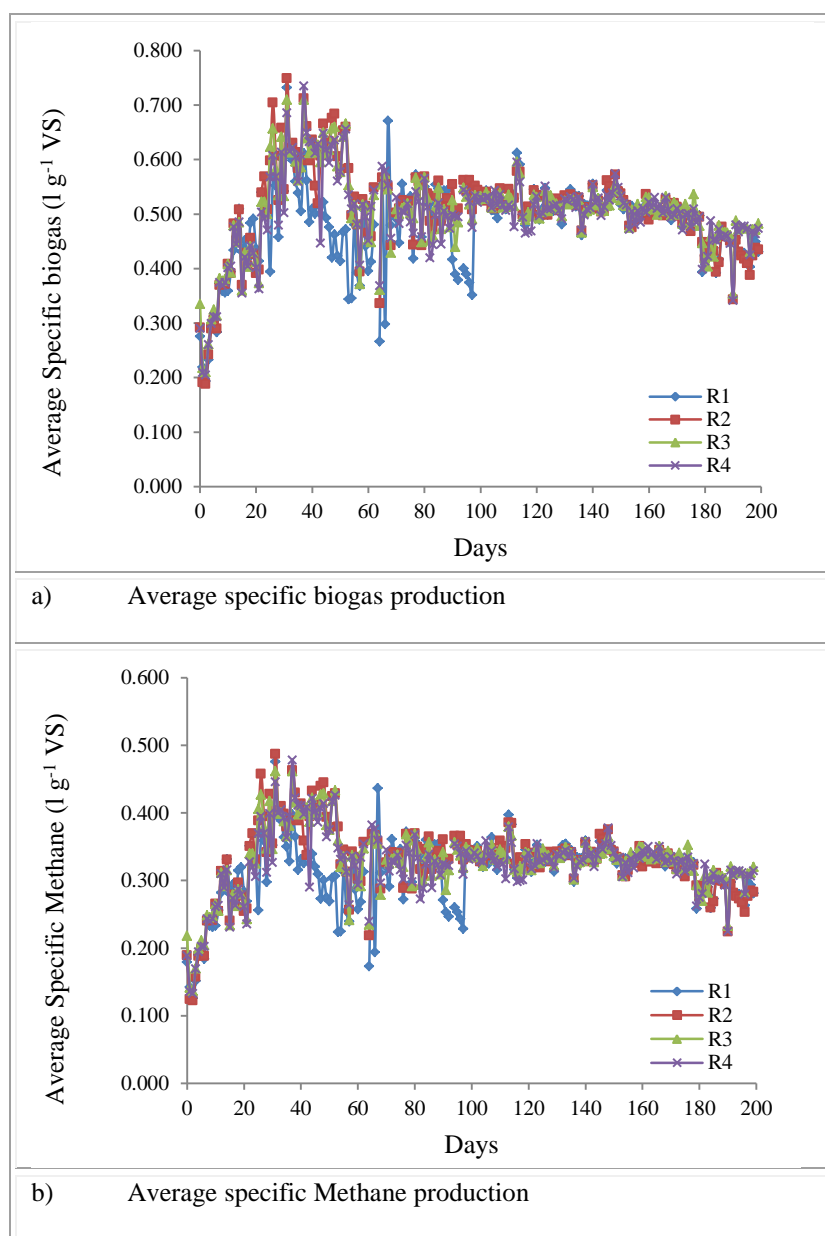 0.800
0.700
0.600
0.500
0.400
0.300
0.200
0.100
0.000
Average Specific biogas (l g-1 VS)
R1
R2
R3
R4
0 20 40 60 80 100 120 140 160 180 200
Days
a) Average specific biogas production
0.600
0.500
0.400
0.300
0.200
0.100
0.000
Average Specific Methane (l g-1 VS)
R1
R2
R3
R4
0 20 40 60 80 100 120 140 160 180 200
Days
b) Average specific Methane production